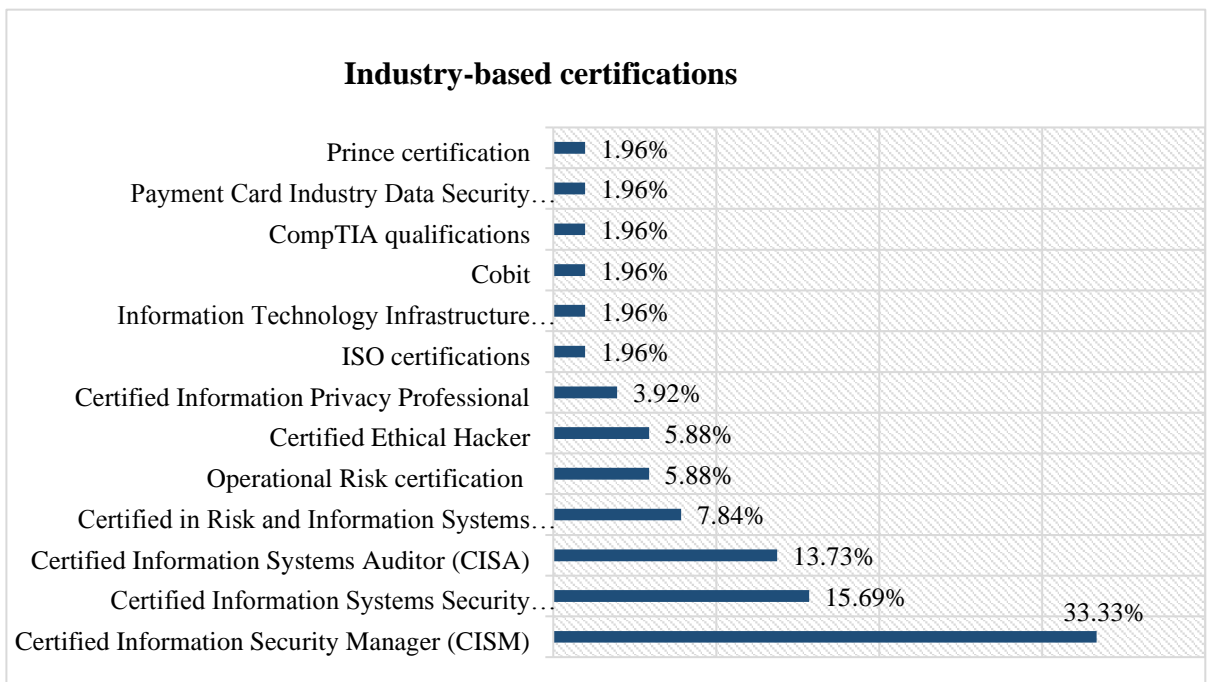 Industry-based certifications
Prince certification 1.96%
Payment Card Industry Data Security… 1.96%
CompTIA qualifications 1.96%
Cobit 1.96%
Information Technology Infrastructure… 1.96%
ISO certifications 1.96%
Certified Information Privacy Professional 3.92%
Certified Ethical Hacker 5.88%
Operational Risk certification 5.88%
Certified in Risk and Information Systems… 7.84%
Certified Information Systems Auditor (CISA) 13.73%
Certified Information Systems Security… 15.69%
Certified Information Security Manager (CISM) 33.33%